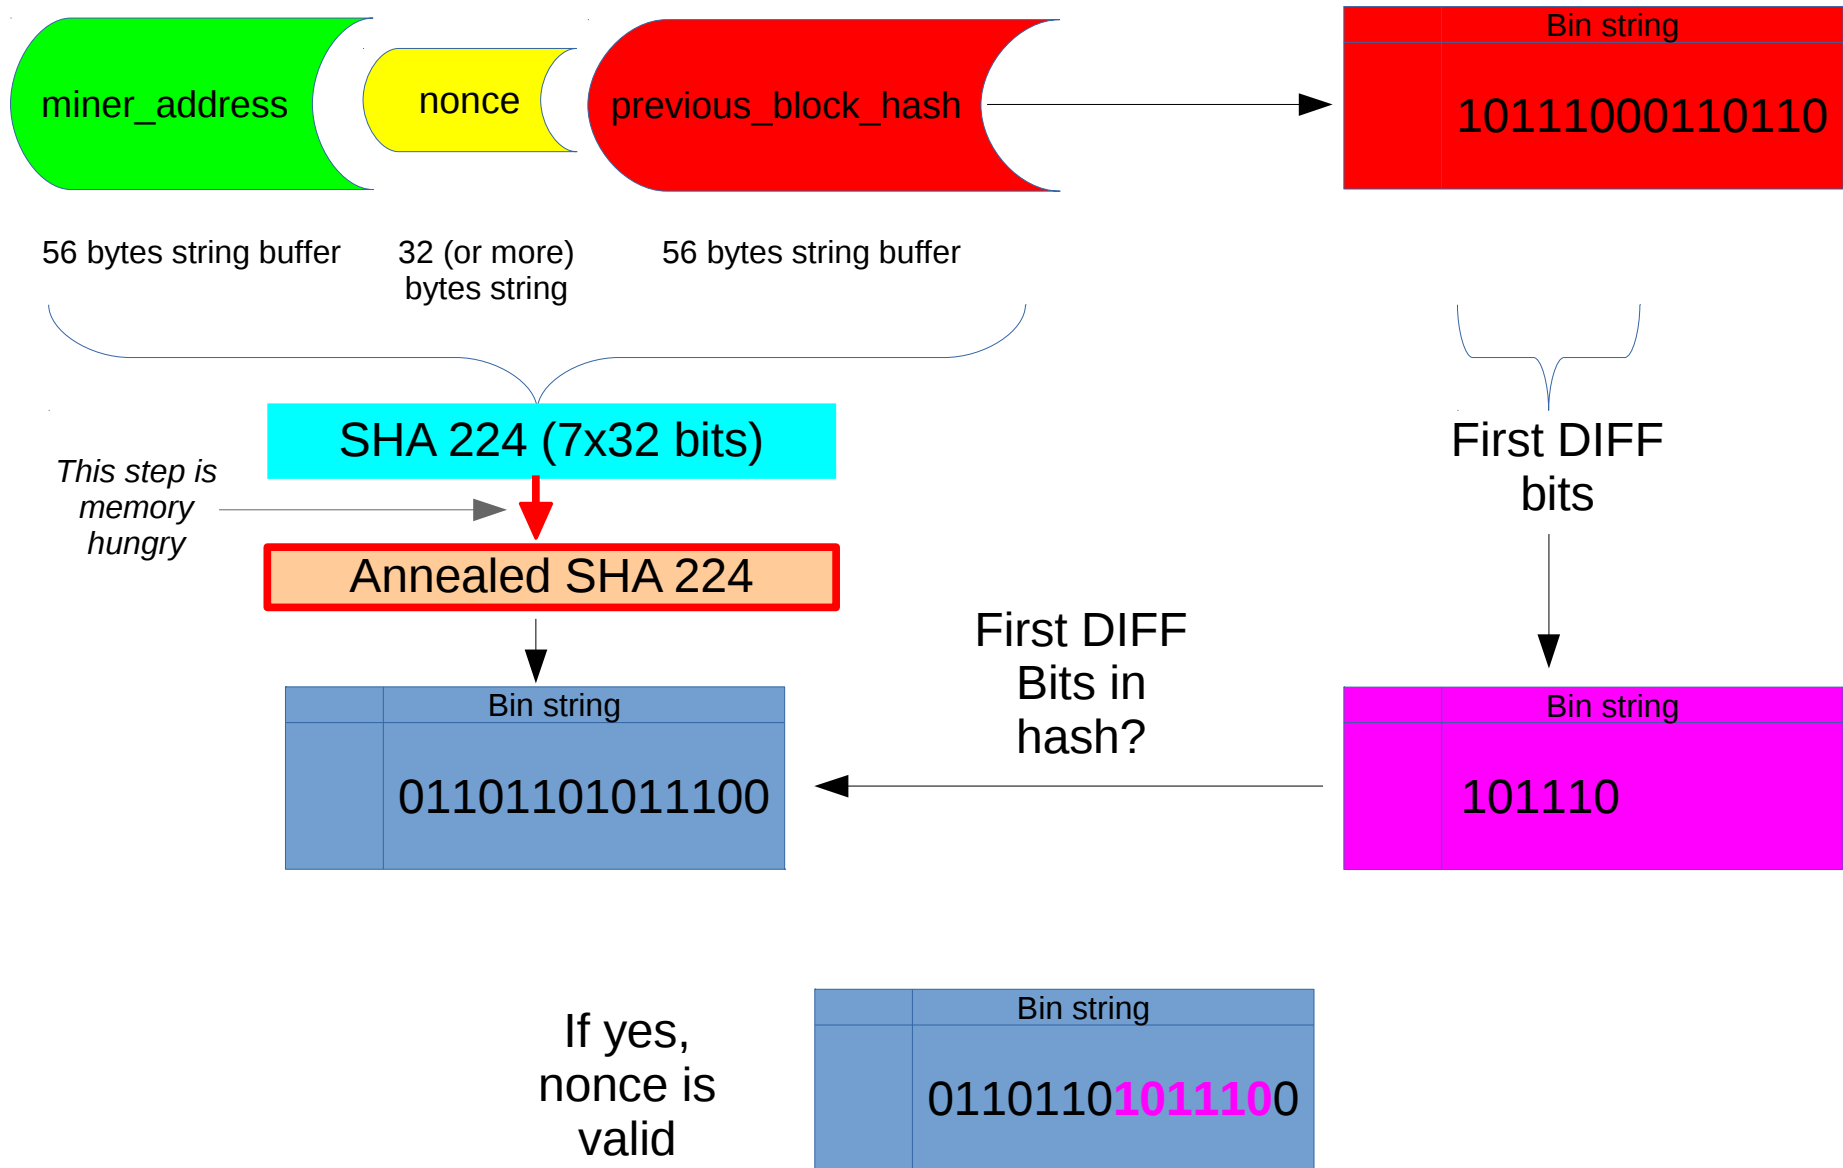 miner_address
nonce
previous_block_hash
Bin string
10111000110110
56 bytes string buffer
32 (or more)
bytes string
56 bytes string buffer
SHA 224 (7x32 bits)
This step is
memory
hungry
Annealed SHA 224
First DIFF
bits
First DIFF
Bits in
hash?
Bin string
01101101011100
Bin string
101110
If yes,
nonce is
valid
Bin string
01101101011100